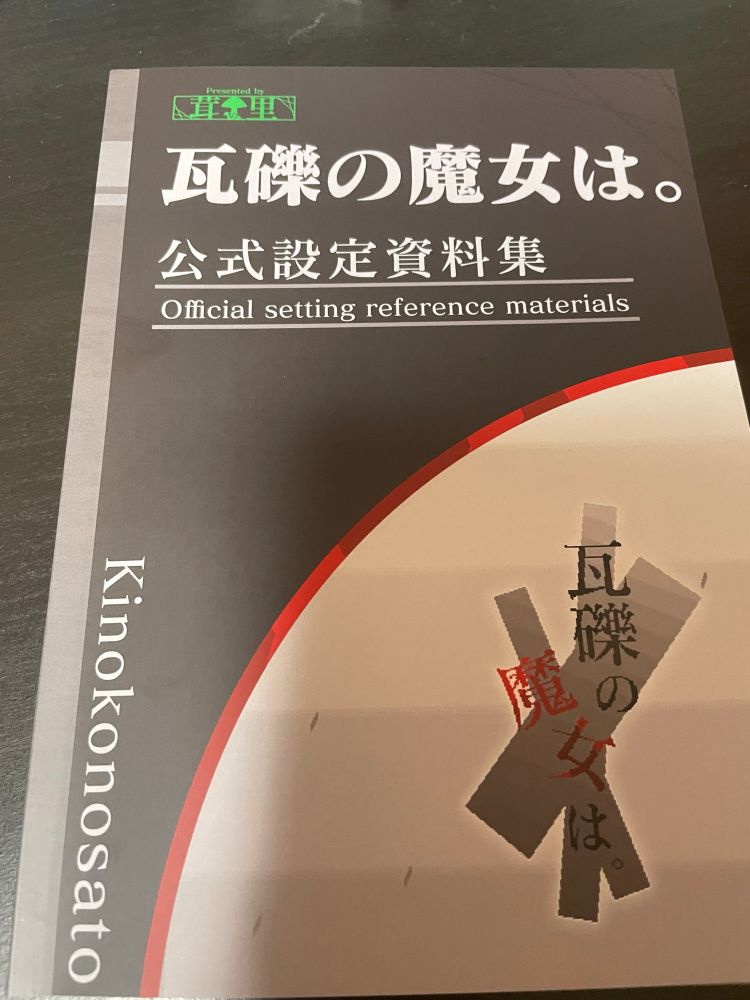 Presented by
茸里
瓦礫の魔女は。
公式設定資料集
Official setting reference materials
Kinokonosato
瓦礫の
魔女は。